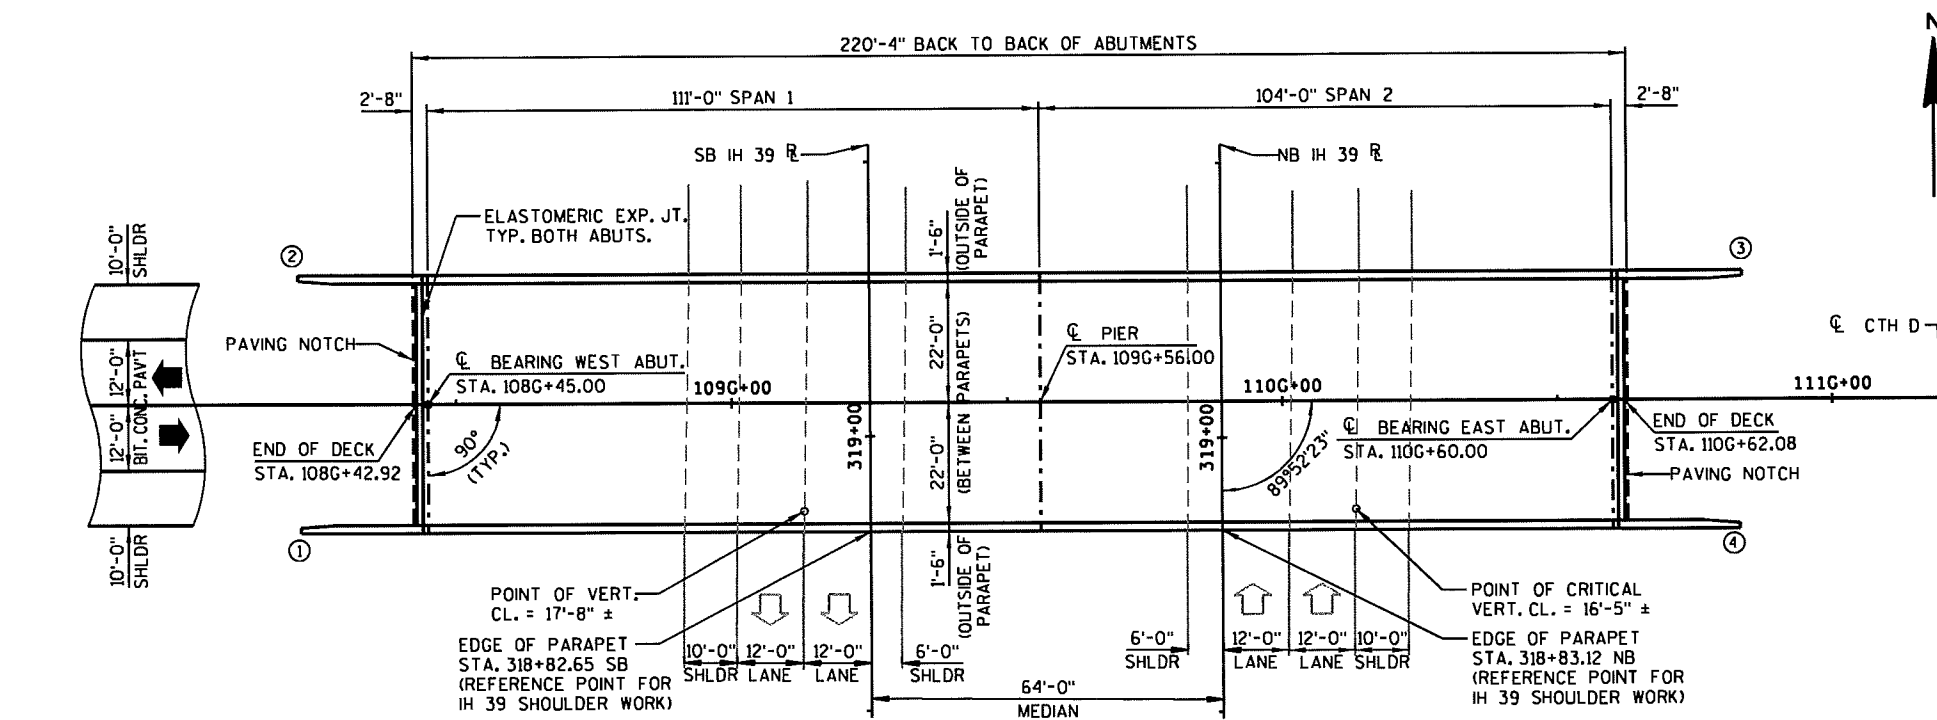 N
220'-4" BACK TO BACK OF ABUTMENTS
2'-8"
111'-0" SPAN 1
104'-0" SPAN 2
2'-8"
SB IH 39 ⅊
NB IH 39 ⅊
ELASTOMERIC EXP. JT.
TYP. BOTH ABUTS.
1'-6"
(OUTSIDE OF
PARAPET)
10'-0"
SHLDR
2
3
PAVING NOTCH
℄ BEARING WEST ABUT.
STA. 108G+45.00
22'-0"
(BETWEEN PARAPETS)
22'-0"
℄ PIER
STA. 109G+56.00
℄ CTH D
12'-0"
12'-0"
BIT. CONC. PAV'T
109G+00
110G+00
111G+00
END OF DECK
STA. 108G+42.92
90°
(TYP.)
319+00
319+00
89°52'23"
℄ BEARING EAST ABUT.
STA. 110G+60.00
END OF DECK
STA. 110G+62.08
PAVING NOTCH
10'-0"
SHLDR
1
4
1'-6"
(OUTSIDE OF
PARAPET)
POINT OF VERT.
CL. = 17'-8" ±
POINT OF CRITICAL
VERT. CL. = 16'-5" ±
EDGE OF PARAPET
STA. 318+82.65 SB
(REFERENCE POINT FOR
IH 39 SHOULDER WORK)
10'-0"
SHLDR
12'-0"
LANE
12'-0"
LANE
6'-0"
SHLDR
6'-0"
SHLDR
12'-0"
LANE
12'-0"
LANE
10'-0"
SHLDR
EDGE OF PARAPET
STA. 318+83.12 NB
(REFERENCE POINT FOR
IH 39 SHOULDER WORK)
64'-0"
MEDIAN